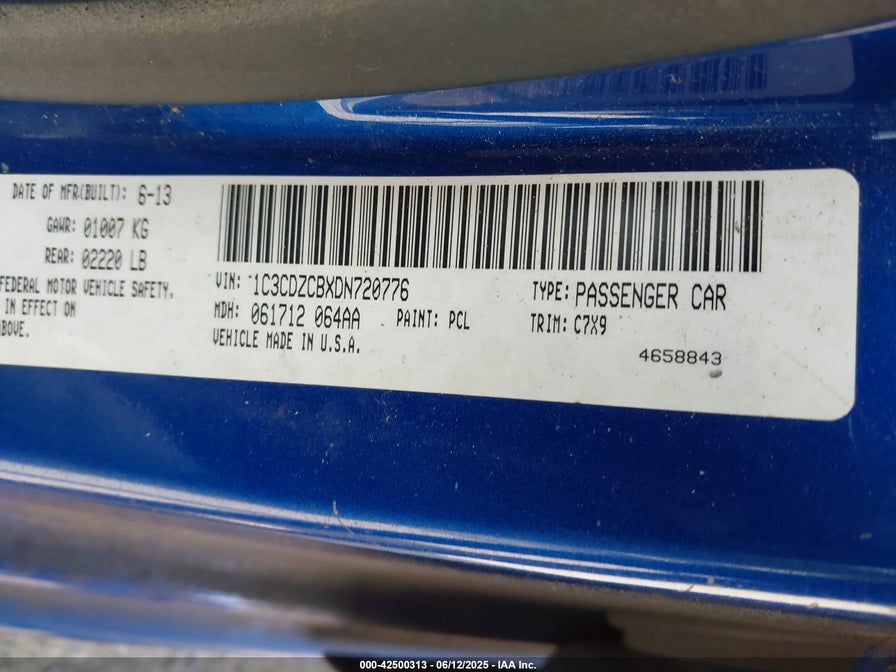 DATE OF MFR(BUILT): 6-13
GAWR: 01007 KG
REAR: 02220 LB
FEDERAL MOTOR VEHICLE SAFETY,
IN EFFECT ON
ABOVE.
VIN: 1C3CDZCBXDN720776
TYPE: PASSENGER CAR
MDH: 061712 064AA
PAINT: PCL
TRIM: C7X9
VEHICLE MADE IN U.S.A.
4658843
000-42500313 - 06/12/2025 - IAA Inc.